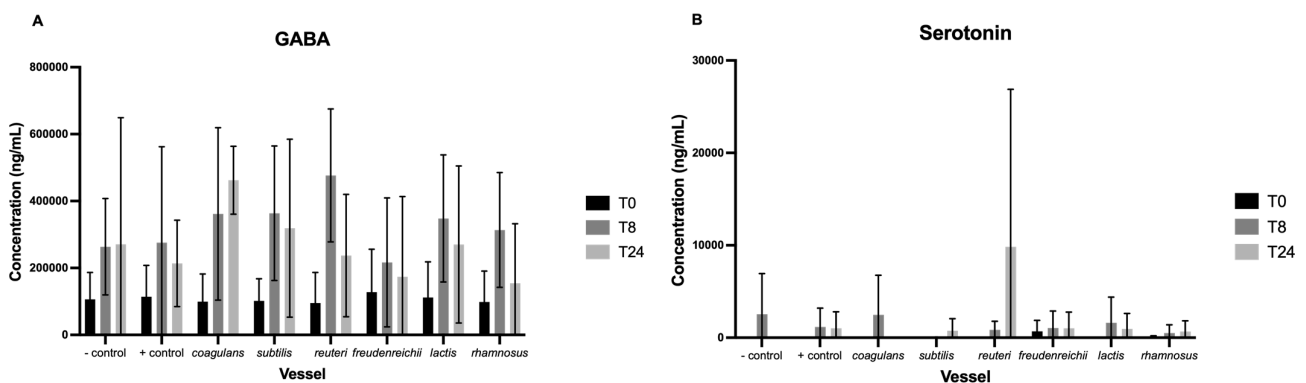 A
GABA
Concentration (ng/mL)
800000
600000
400000
200000
0
- control
+ control
coagulans
subtilis
reuteri
freudenreichii
lactis
rhamnosus
Vessel
T0
T8
T24
B
Serotonin
Concentration (ng/mL)
30000
20000
10000
0
- control
+ control
coagulans
subtilis
reuteri
freudenreichii
lactis
rhamnosus
Vessel
T0
T8
T24